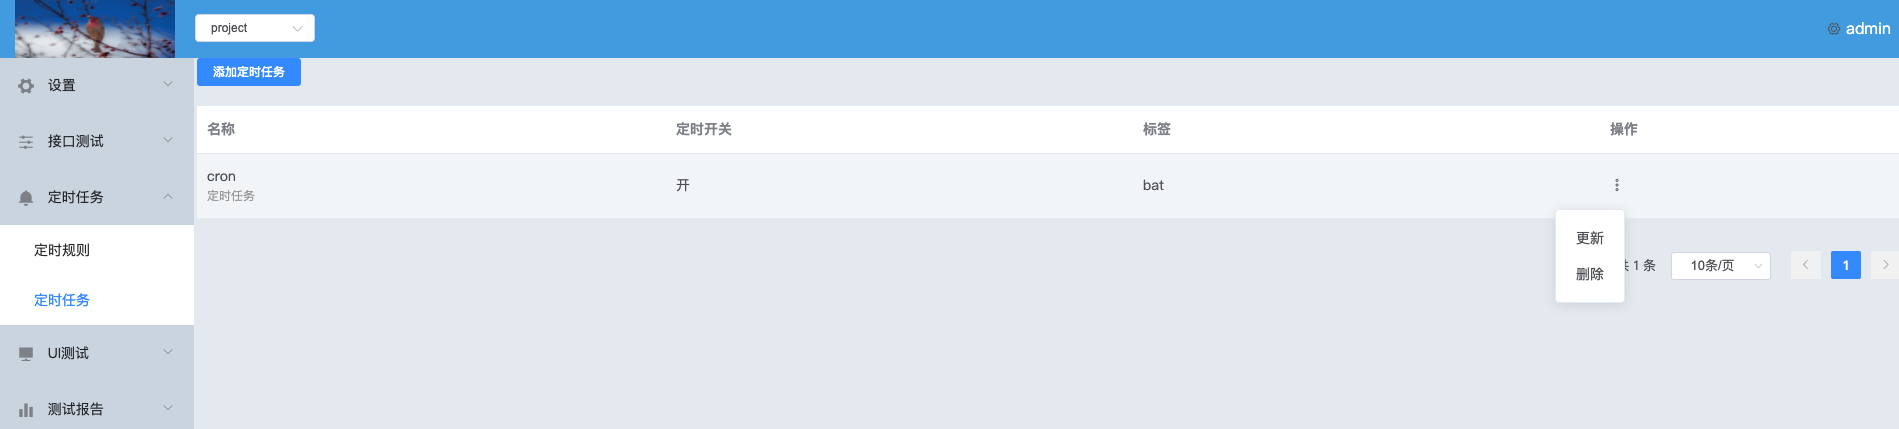 project
admin
设置
接口测试
定时任务
定时规则
定时任务
UI测试
测试报告
添加定时任务
名称 定时开关 标签 操作
cron 开 bat
定时任务
更新
删除
1 条 10条/页 1